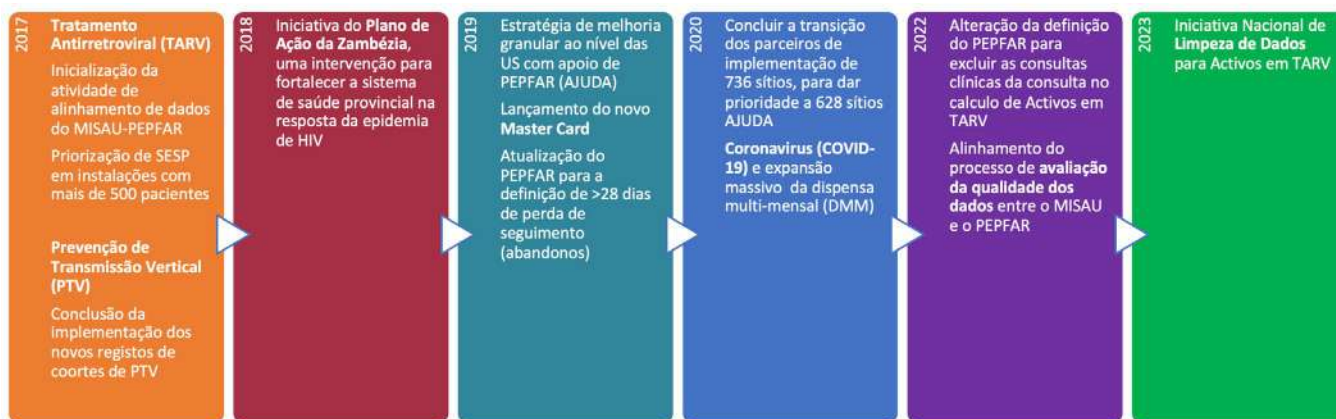 2017
Tratamento
Antirretroviral (TARV)
Inicialização da
atividade de
alinhamento de dados
do MISAU-PEPFAR
Priorização de SESP
em instalações com
mais de 500 pacientes
Prevenção de
Transmissão Vertical
(PTV)
Conclusão da
implementação dos
novos registos de
coortes de PTV
2018
Iniciativa do Plano de
Ação da Zambézia,
uma intervenção para
fortalecer a sistema
de saúde provincial na
resposta da epidemia
de HIV
2019
Estratégia de melhoria
granular ao nível das
US com apoio de
PEPFAR (AJUDA)
Lançamento do novo
Master Card
Atualização do
PEPFAR para a
definição de >28 dias
de perda de
seguimento
(abandonos)
2020
Concluir a transição
dos parceiros de
implementação de
736 sítios, para dar
prioridade a 628 sítios
AJUDA
Coronavirus (COVID-
19) e expansão
massivo da dispensa
multi-mensal (DMM)
2022
Alteração da definição
do PEPFAR para
excluir as consultas
clínicas da consulta no
calculo de Activos em
TARV
Alinhamento do
processo de avaliação
da qualidade dos
dados entre o MISAU
e o PEPFAR
2023
Iniciativa Nacional de
Limpeza de Dados
para Activos em TARV